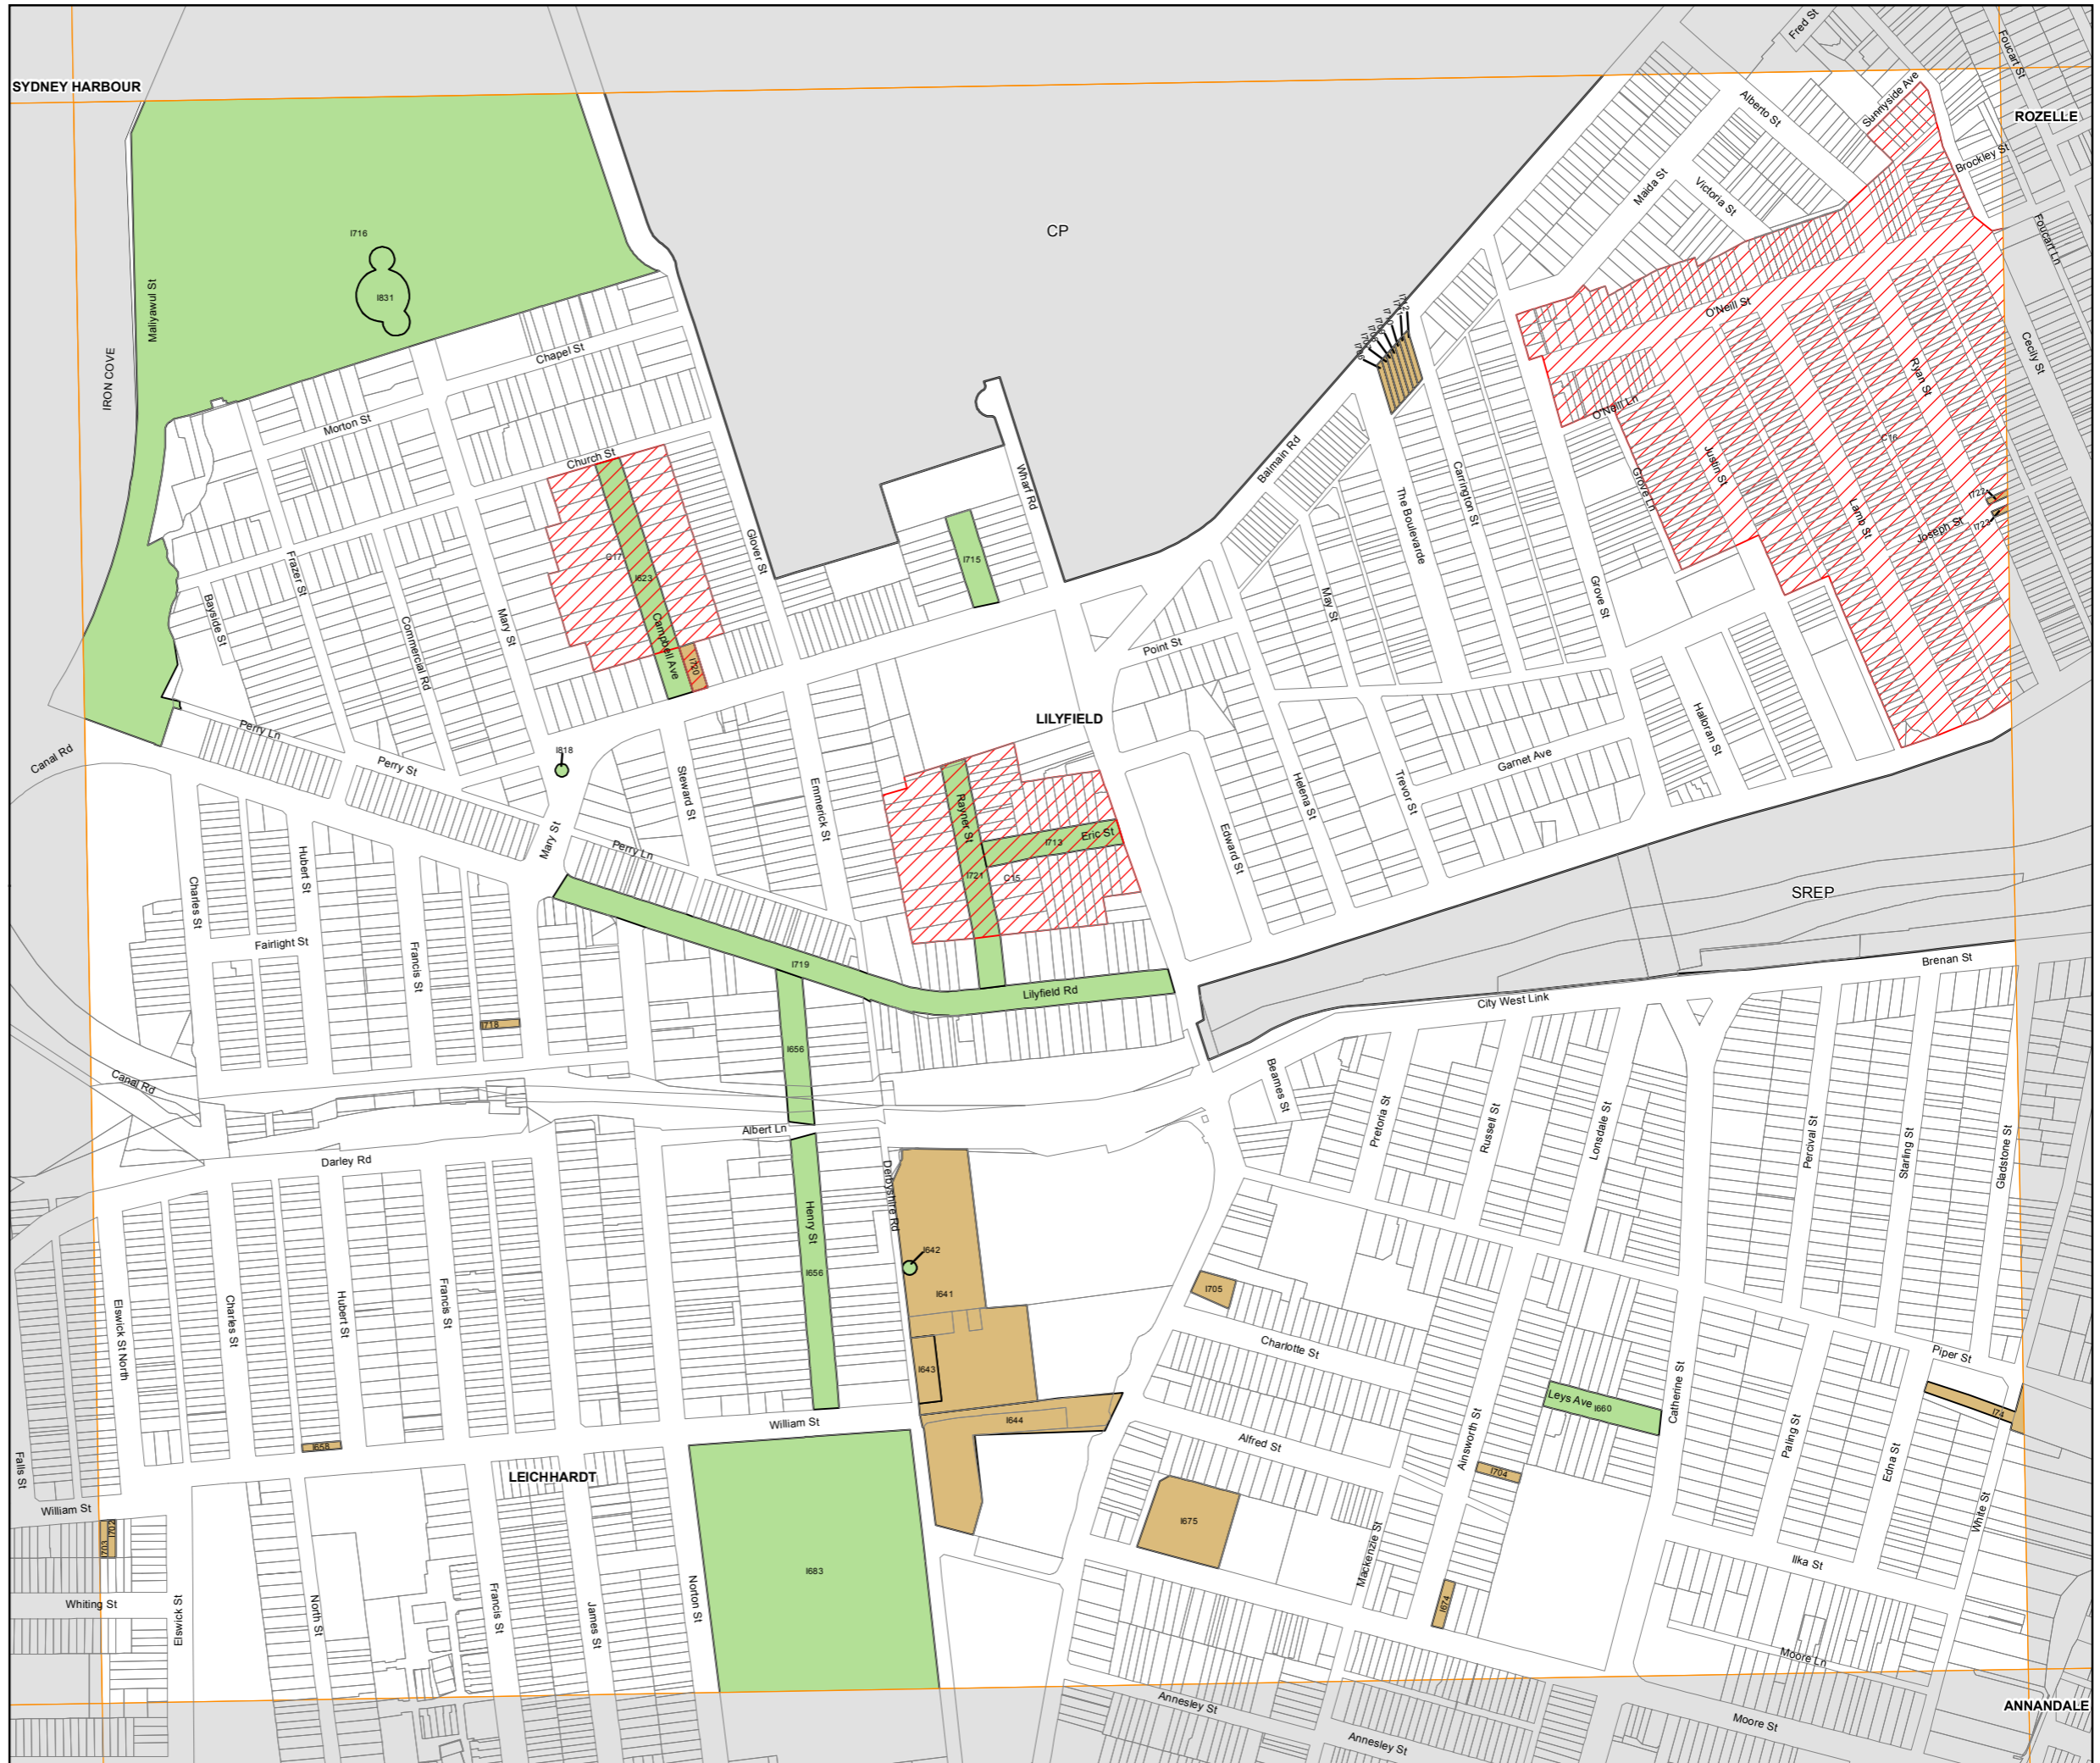 SYDNEY HARBOUR
Fred St
Foucart St
Sunnyside Ave
Alberto St
ROZELLE
Brockley St
Maida St
Victoria St
I716
CP
Foucart Ln
Maliyawul St
I831
O'Neill St
IRON COVE
Chapel St
Cecily St
Ryan St
O'Neill Ln
Morton St
Church St
Balmain Rd
C16
Justin St
Wharf Rd
Carrington St
Grove Ln
The Boulevarde
I722
Lamb St
Joseph St
I723
Glover St
C17
I715
I623
Frazer St
Bayside St
Mary St
May St
Grove St
Campbell Ave
Commercial Rd
Point St
I720
LILYFIELD
Perry Ln
Halloran St
Canal Rd
I818
Perry St
Garnet Ave
Steward St
Emmerick St
Helena St
Trevor St
Rayner St
Eric St
I713
Mary St
Perry Ln
Edward St
Hubert St
I721
C15
Charles St
SREP
Fairlight St
Francis St
I719
Brenan St
Lilyfield Rd
City West Link
I718
I656
Canal Rd
Beames St
Pretoria St
Russell St
Lonsdale St
Percival St
Starling St
Gladstone St
Albert Ln
Darley Rd
Derbyshire Rd
Henry St
I642
I656
I641
I705
Elswick St North
Charles St
Hubert St
Francis St
Charlotte St
Piper St
I643
Catherine St
Leys Ave
I660
I74
I644
William St
Ainsworth St
Paling St
Alfred St
I658
Edna St
Falls St
LEICHHARDT
I704
William St
White St
I675
I702
I703
Mackenzie St
Ilka St
I683
Whiting St
Elswick St
North St
Francis St
James St
Norton St
I674
Moore Ln
Annesley St
ANNANDALE
Moore St
Annesley St